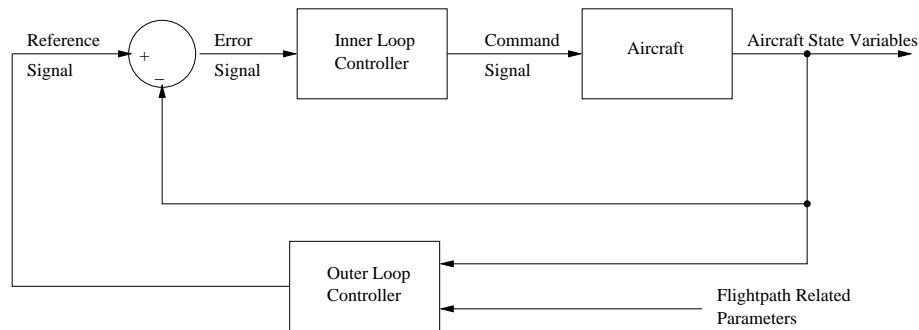 Reference
Signal
+
−
Error
Signal
Inner Loop
Controller
Command
Signal
Aircraft
Aircraft State Variables
Outer Loop
Controller
Flightpath Related
Parameters